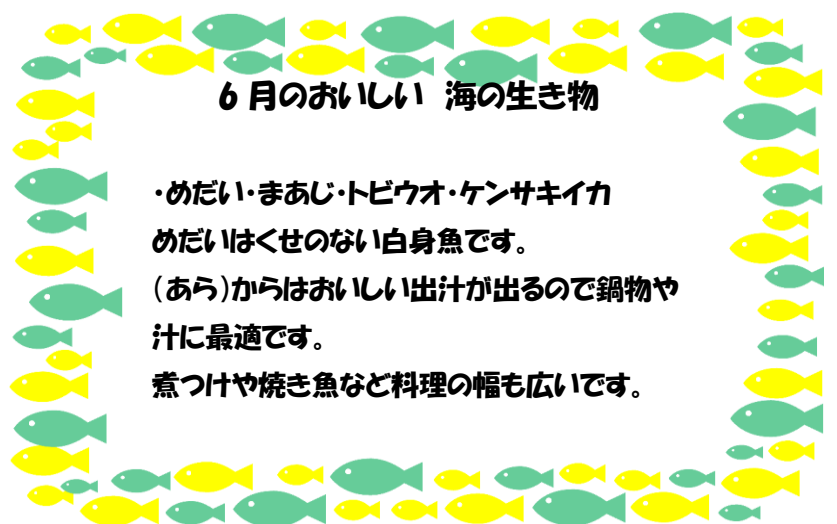 6月のおいしい 海の生き物
・めだい・まあじ・トビウオ・ケンサキイカ
めだいはくせのない白身魚です。
(あら)からはおいしい出汁が出るので鍋物や
汁に最適です。
煮つけや焼き魚など料理の幅も広いです。